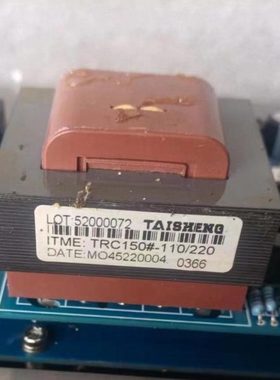 LOT:52000072 TAISHENG
ITME: TRC150#-110/220
DATE:MO45220004 0366